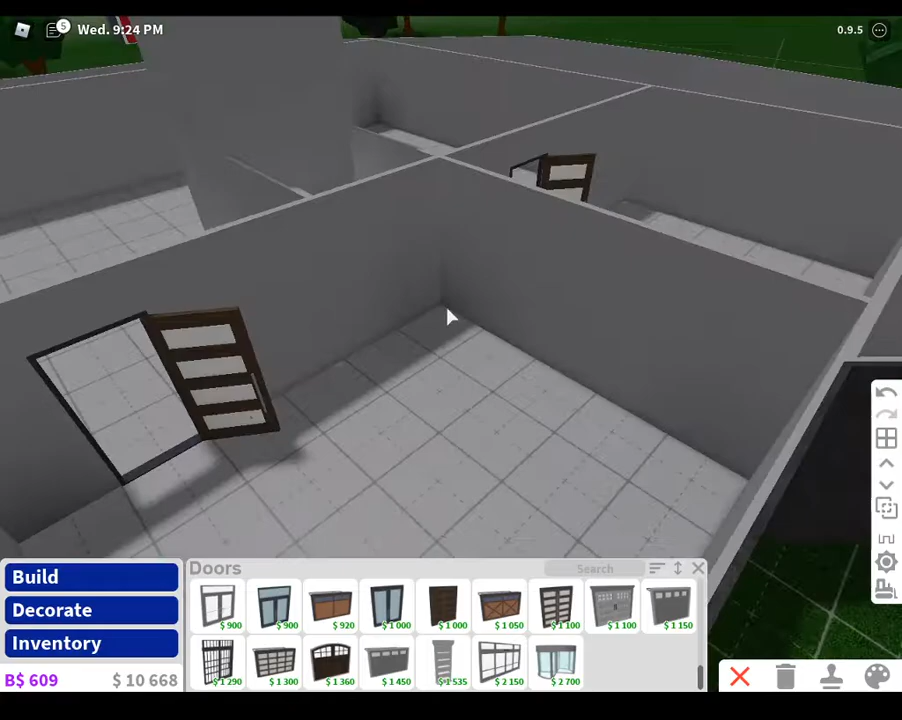 5
Wed. 9:24 PM
0.9.5
Build
Decorate
Inventory
B$ 609
$ 10 668
Doors
Search
$ 900
$ 900
$ 920
$ 1 000
$ 1 000
$ 1 050
$ 1 100
$ 1 100
$ 1 150
$ 1 290
$ 1 300
$ 1 360
$ 1 450
$ 1 535
$ 2 150
$ 2 700